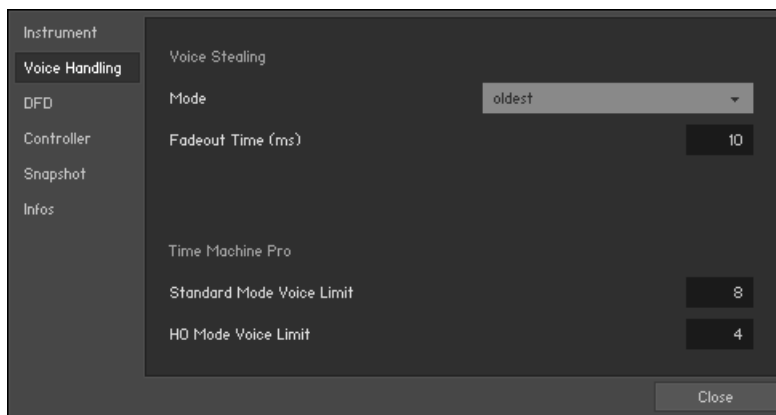 Instrument
Voice Handling
DFD
Controller
Snapshot
Infos
Voice Stealing
Mode oldest
Fadeout Time (ms) 10
Time Machine Pro
Standard Mode Voice Limit 8
HQ Mode Voice Limit 4
Close